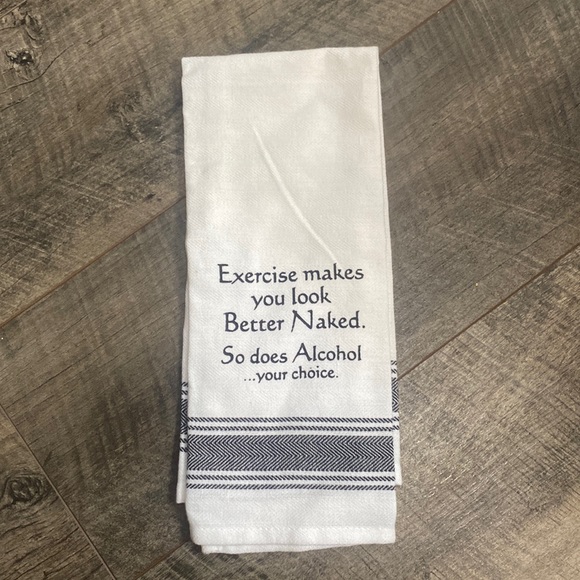 Exercise makes
you look
Better Naked.
So does Alcohol
...your choice.